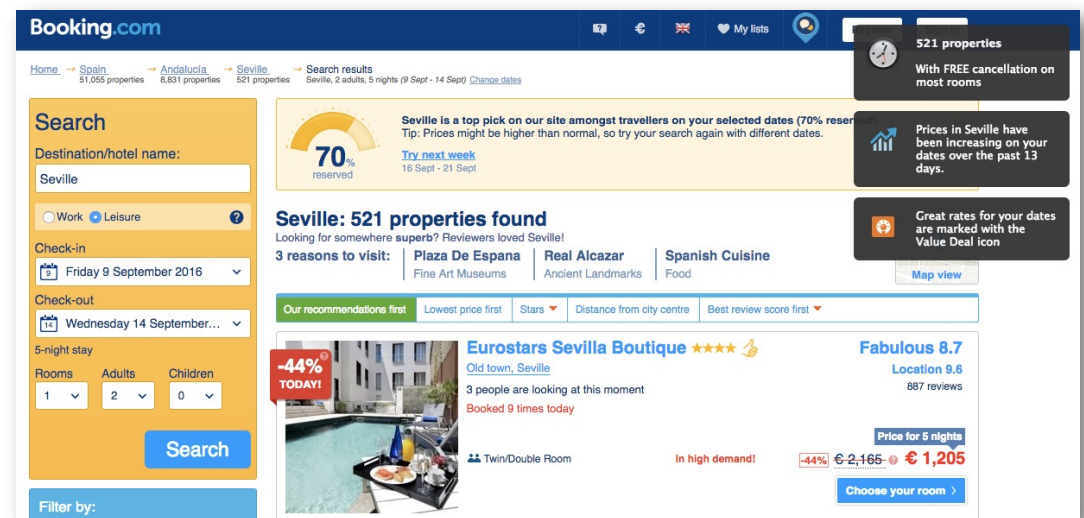 Booking.com
€
My lists
521 properties
With FREE cancellation on
most rooms
Prices in Seville have
been increasing on your
dates over the past 13
days.
Great rates for your dates
are marked with the
Value Deal icon
Home → Spain → Andalucía → Seville → Search results
51,055 properties 8,831 properties 521 properties Seville, 2 adults, 5 nights (9 Sept - 14 Sept) Change dates
Search
Destination/hotel name:
Seville
Work Leisure ?
Check-in
9 Friday 9 September 2016
Check-out
14 Wednesday 14 September...
5-night stay
Rooms Adults Children
1 2 0
Search
Filter by:
70%
reserved
Seville is a top pick on our site amongst travellers on your selected dates (70% reserved).
Tip: Prices might be higher than normal, so try your search again with different dates.
Try next week
16 Sept - 21 Sept
Seville: 521 properties found
Looking for somewhere superb? Reviewers loved Seville!
3 reasons to visit: Plaza De Espana Real Alcazar Spanish Cuisine
Fine Art Museums Ancient Landmarks Food
Map view
Our recommendations first Lowest price first Stars Distance from city centre Best review score first
-44%
TODAY!
Eurostars Sevilla Boutique
Old town, Seville
3 people are looking at this moment
Booked 9 times today
Fabulous 8.7
Location 9.6
887 reviews
Price for 5 nights
Twin/Double Room In high demand! -44% € 2,165 € 1,205
Choose your room